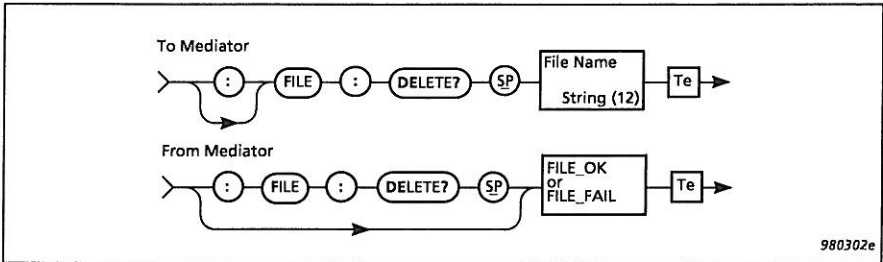 To Mediator
: FILE : DELETE? SP File Name String (12) Te
From Mediator
: FILE : DELETE? SP FILE_OK or FILE_FAIL Te
980302e